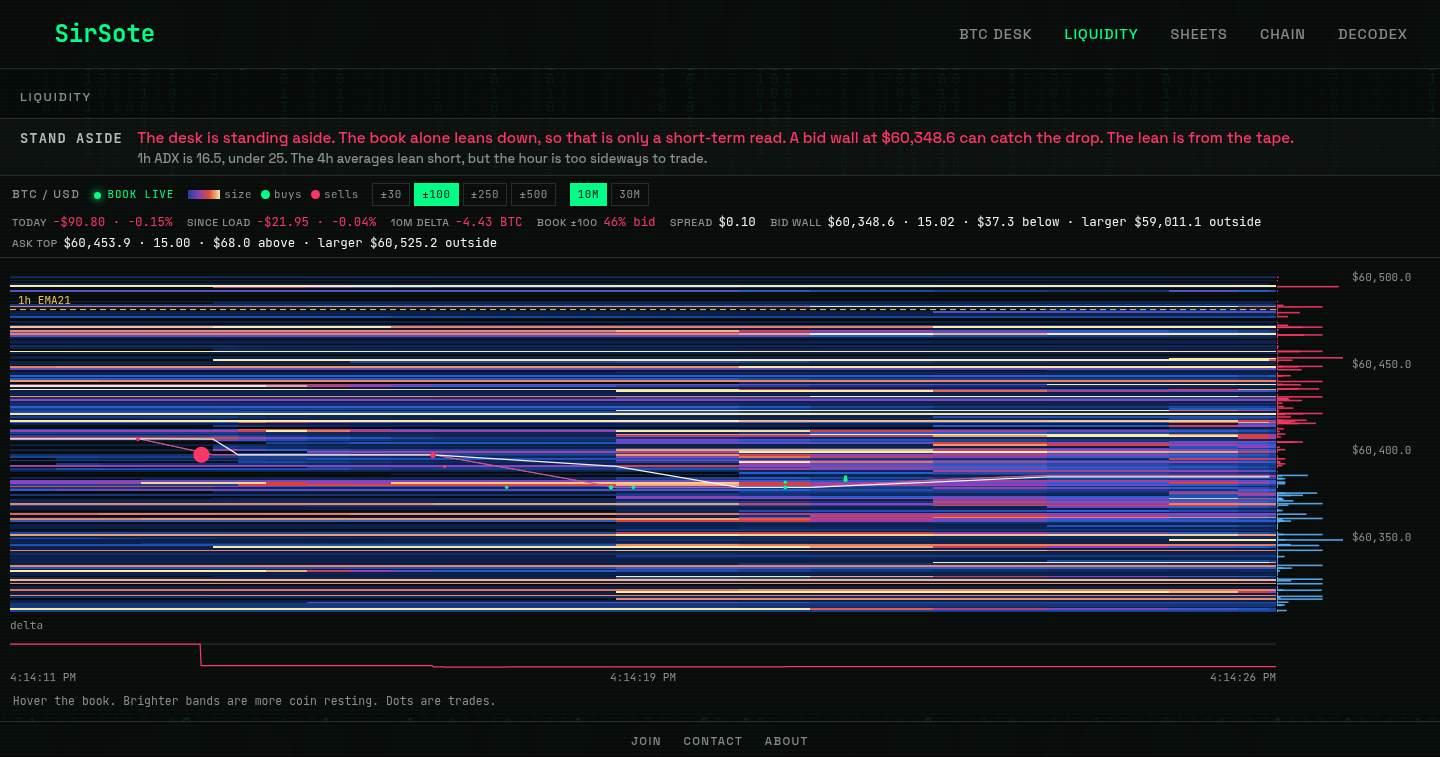 SirSote
BTC DESK LIQUIDITY SHEETS CHAIN DECODEX
LIQUIDITY
STAND ASIDE The desk is standing aside. The book alone leans down, so that is only a short-term read. A bid wall at $60,348.6 can catch the drop. The lean is from the tape.
1h ADX is 16.5, under 25. The 4h averages lean short, but the hour is too sideways to trade.
BTC / USD BOOK LIVE size buys sells ±30 ±100 ±250 ±500 10M 30M
TODAY -$90.80 · -0.15% SINCE LOAD -$21.95 · -0.04% 10M DELTA -4.43 BTC BOOK ±100 46% bid SPREAD $0.10 BID WALL $60,348.6 · 15.02 · $37.3 below · larger $59,011.1 outside
ASK TOP $60,453.9 · 15.00 · $68.0 above · larger $60,525.2 outside
$60,500.0
1h EMA21
$60,450.0
$60,400.0
$60,350.0
delta
4:14:11 PM 4:14:19 PM 4:14:26 PM
Hover the book. Brighter bands are more coin resting. Dots are trades.
JOIN CONTACT ABOUT